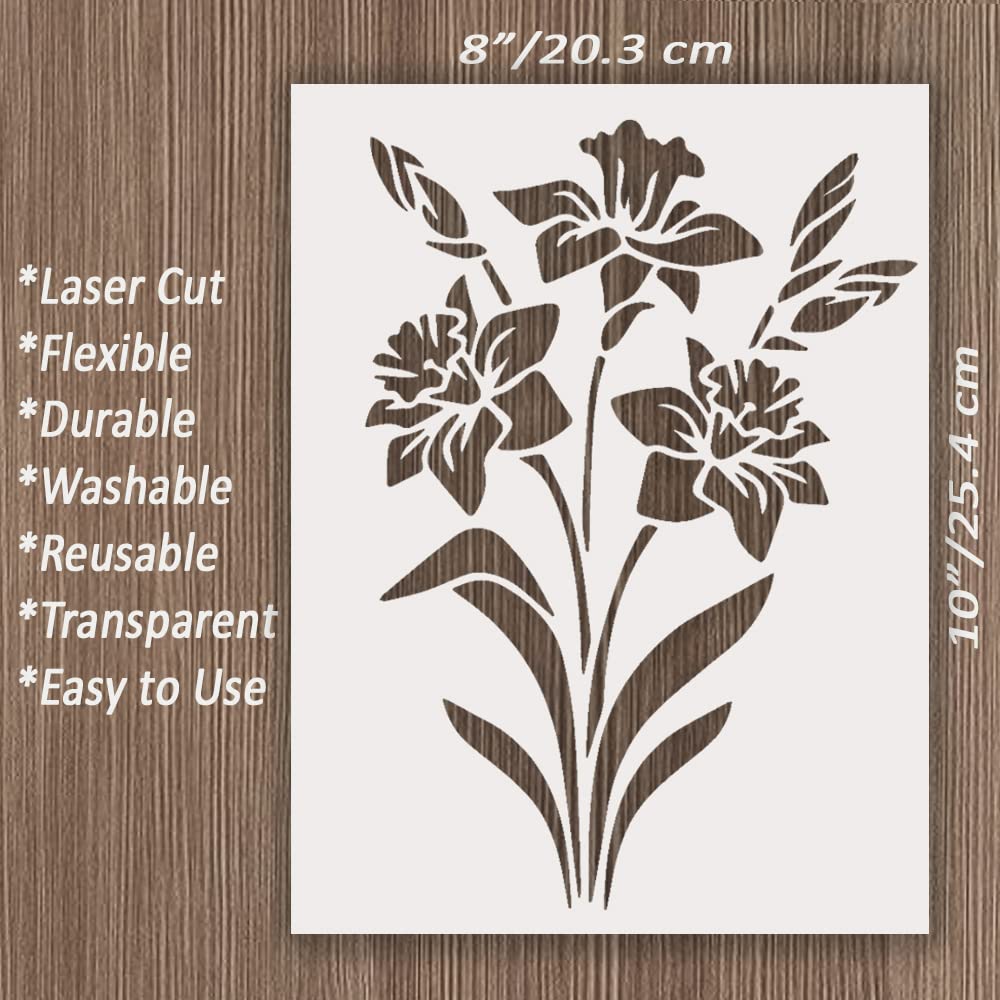 8”/20.3 cm
*Laser Cut
*Flexible
*Durable
*Washable
*Reusable
*Transparent
*Easy to Use
10”/25.4 cm